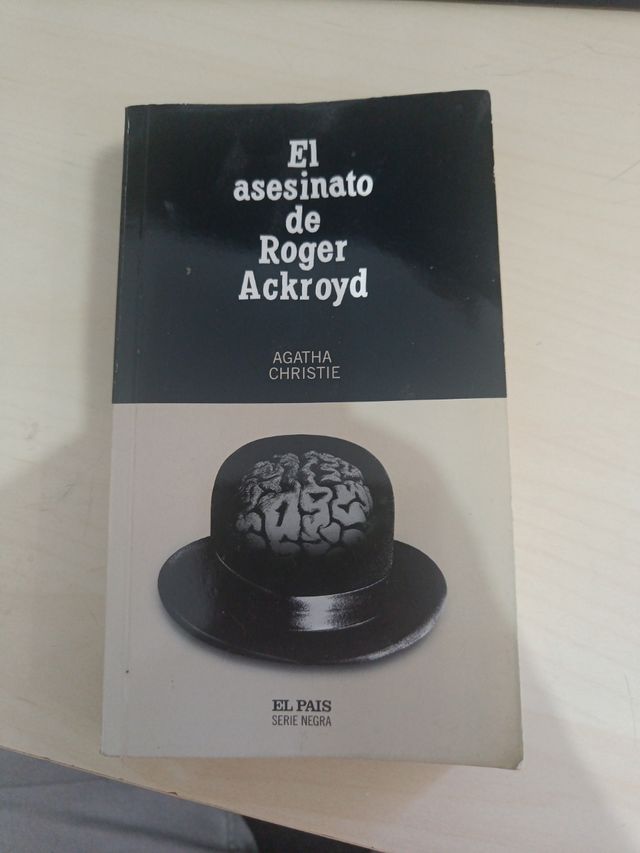 El
asesinato
de
Roger
Ackroyd
AGATHA
CHRISTIE
EL PAIS
SERIE NEGRA